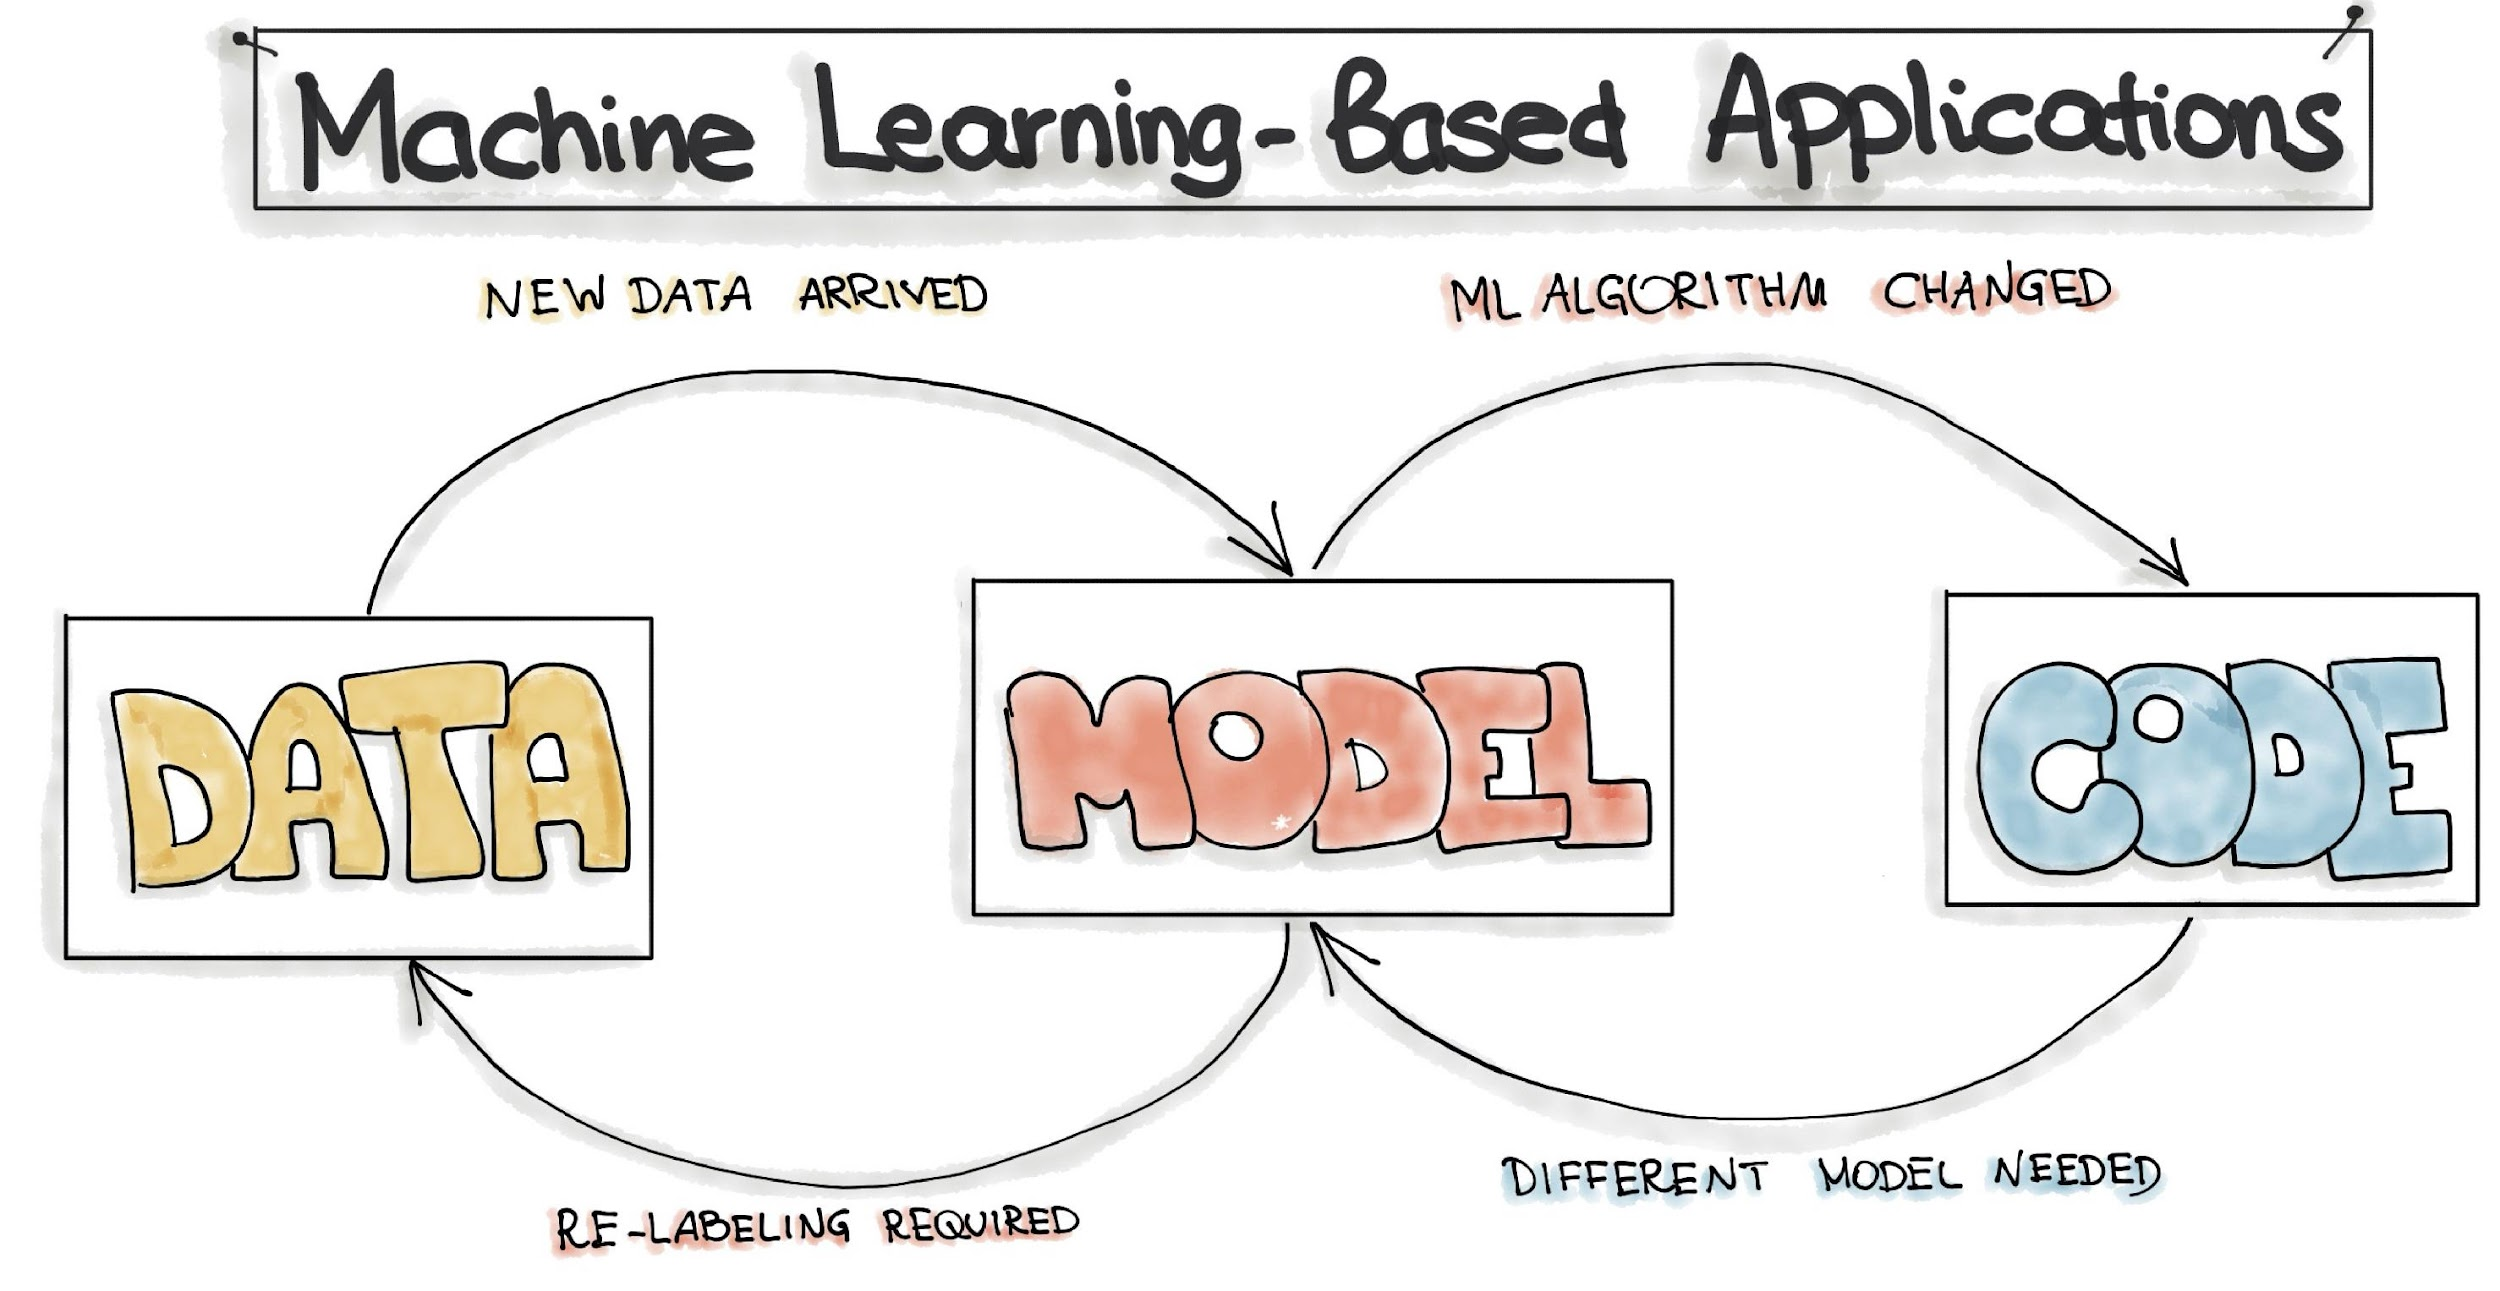 Machine Learning-Based Applications
NEW DATA ARRIVED
ML ALGORITHM CHANGED
DATA
MODEL
CODE
DIFFERENT MODEL NEEDED
RE-LABELING REQUIRED